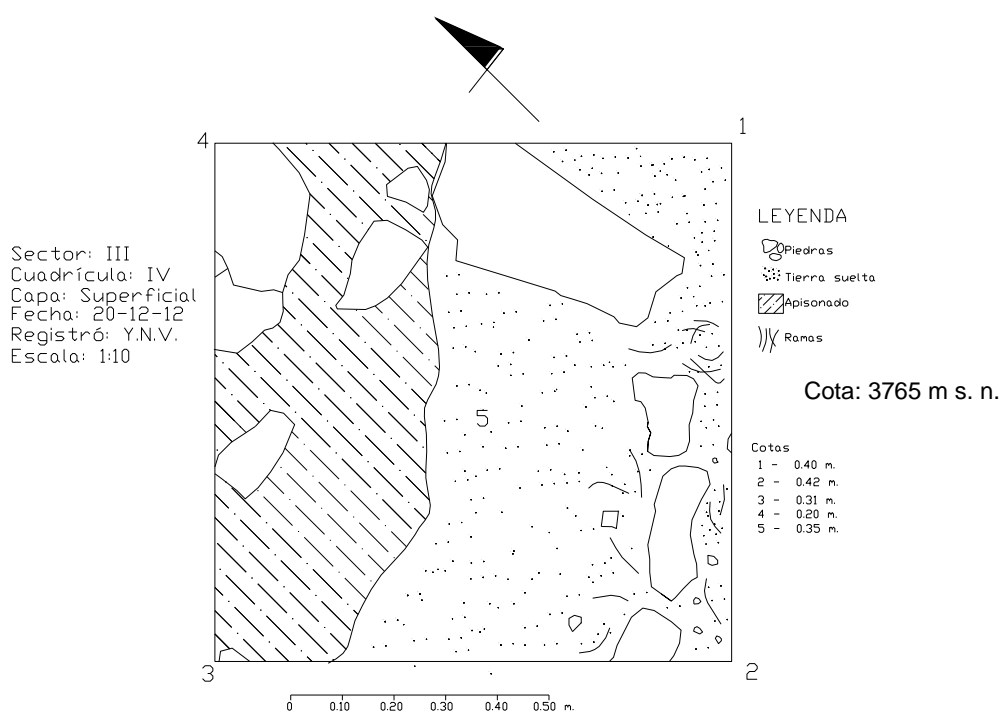 4
1
Sector: III
Cuadrícula: IV
Capa: Superficial
Fecha: 20-12-12
Registró: Y.N.V.
Escala: 1:10
LEYENDA
Piedras
Tierra suelta
Apisonado
Ramas
Cota: 3765 m s. n.
5
Cotas
1 - 0.40 m.
2 - 0.42 m.
3 - 0.31 m.
4 - 0.20 m.
5 - 0.35 m.
3
2
0 0.10 0.20 0.30 0.40 0.50 m.